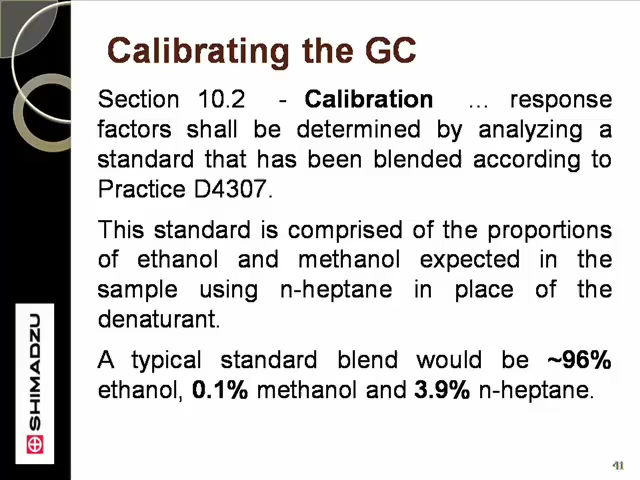 Calibrating the GC
Section 10.2 - Calibration ... response
factors shall be determined by analyzing a
standard that has been blended according to
Practice D4307.
This standard is comprised of the proportions
of ethanol and methanol expected in the
sample using n-heptane in place of the
denaturant.
A typical standard blend would be ~96%
ethanol, 0.1% methanol and 3.9% n-heptane.
SHIMADZU
41